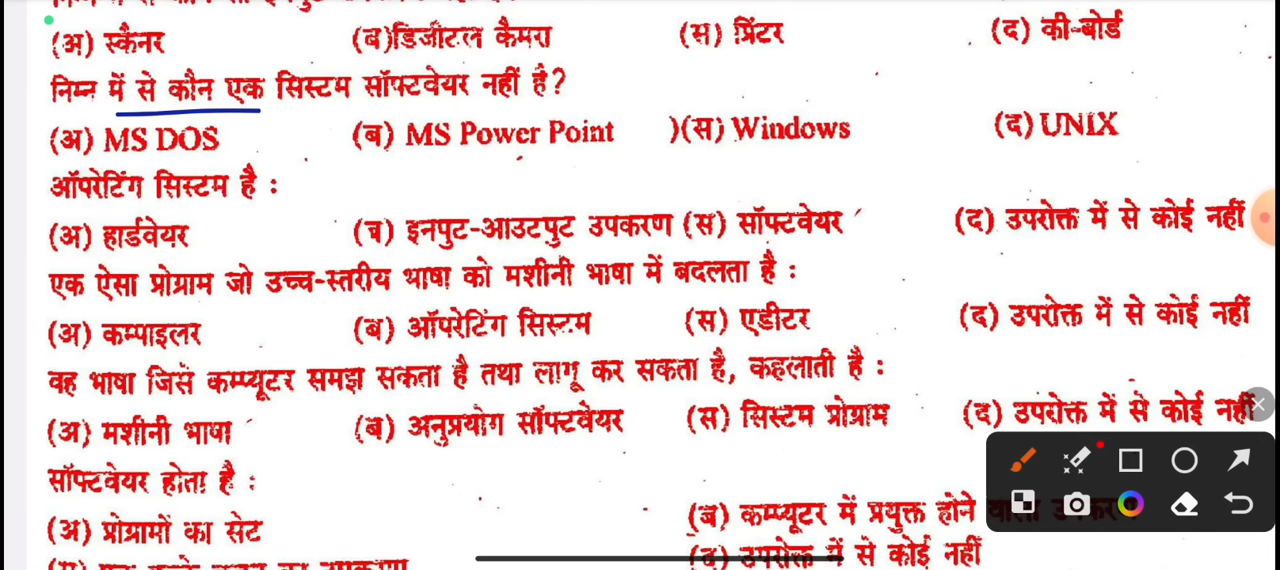 (अ) स्कैनर (ब)डिजीटल कैमरा (स) प्रिंटर (द) की-बोर्ड
निम्न में से कौन एक सिस्टम सॉफ्टवेयर नहीं है?
(अ) MS DOS (ब) MS Power Point )(स) Windows (द) UNIX
ऑपरेटिंग सिस्टम है :
(अ) हार्डवेयर (ब) इनपुट-आउटपुट उपकरण (स) सॉफ्टवेयर (द) उपरोक्त में से कोई नहीं
एक ऐसा प्रोग्राम जो उच्च-स्तरीय भाषा को मशीनी भाषा में बदलता है :
(अ) कम्पाइलर (ब) ऑपरेटिंग सिस्टम (स) एडीटर (द) उपरोक्त में से कोई नहीं
वह भाषा जिसे कम्प्यूटर समझ सकता है तथा लागू कर सकता है, कहलाती है :
(अ) मशीनी भाषा (ब) अनुप्रयोग सॉफ्टवेयर (स) सिस्टम प्रोग्राम (द) उपरोक्त में से कोई नहीं
सॉफ्टवेयर होता है :
(अ) प्रोग्रामों का सेट (ब) कम्प्यूटर में प्रयुक्त होने वाला उपकरण
(द) उपरोक्त में से कोई नहीं